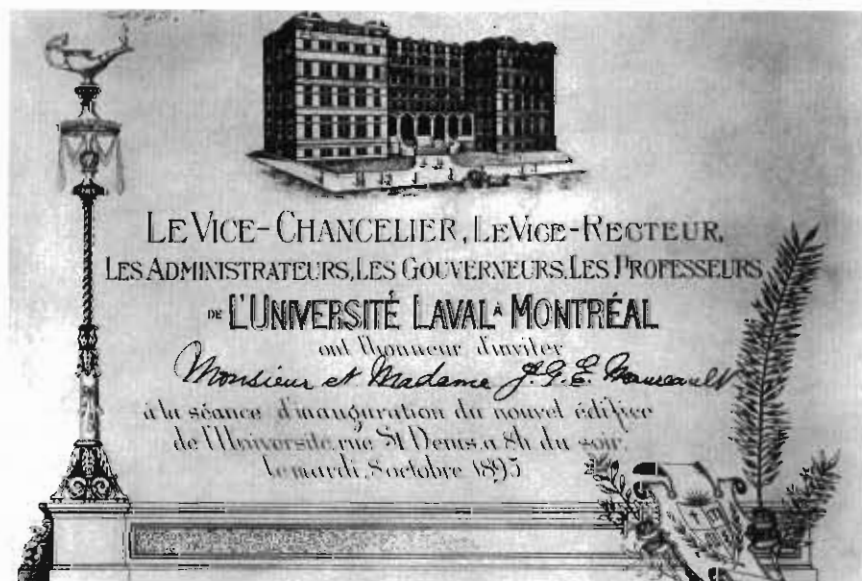 LE VICE-CHANCELIER, LE VICE-RECTEUR,
LES ADMINISTRATEURS, LES GOUVERNEURS, LES PROFESSEURS
DE L'UNIVERSITÉ LAVAL À MONTRÉAL
ont l'honneur d'inviter
Monsieur et Madame J. G. E.
à la séance d'inauguration du nouvel édifice
de l'Université, rue St Denis, a 8h du soir,
le mardi, 8 octobre 1895